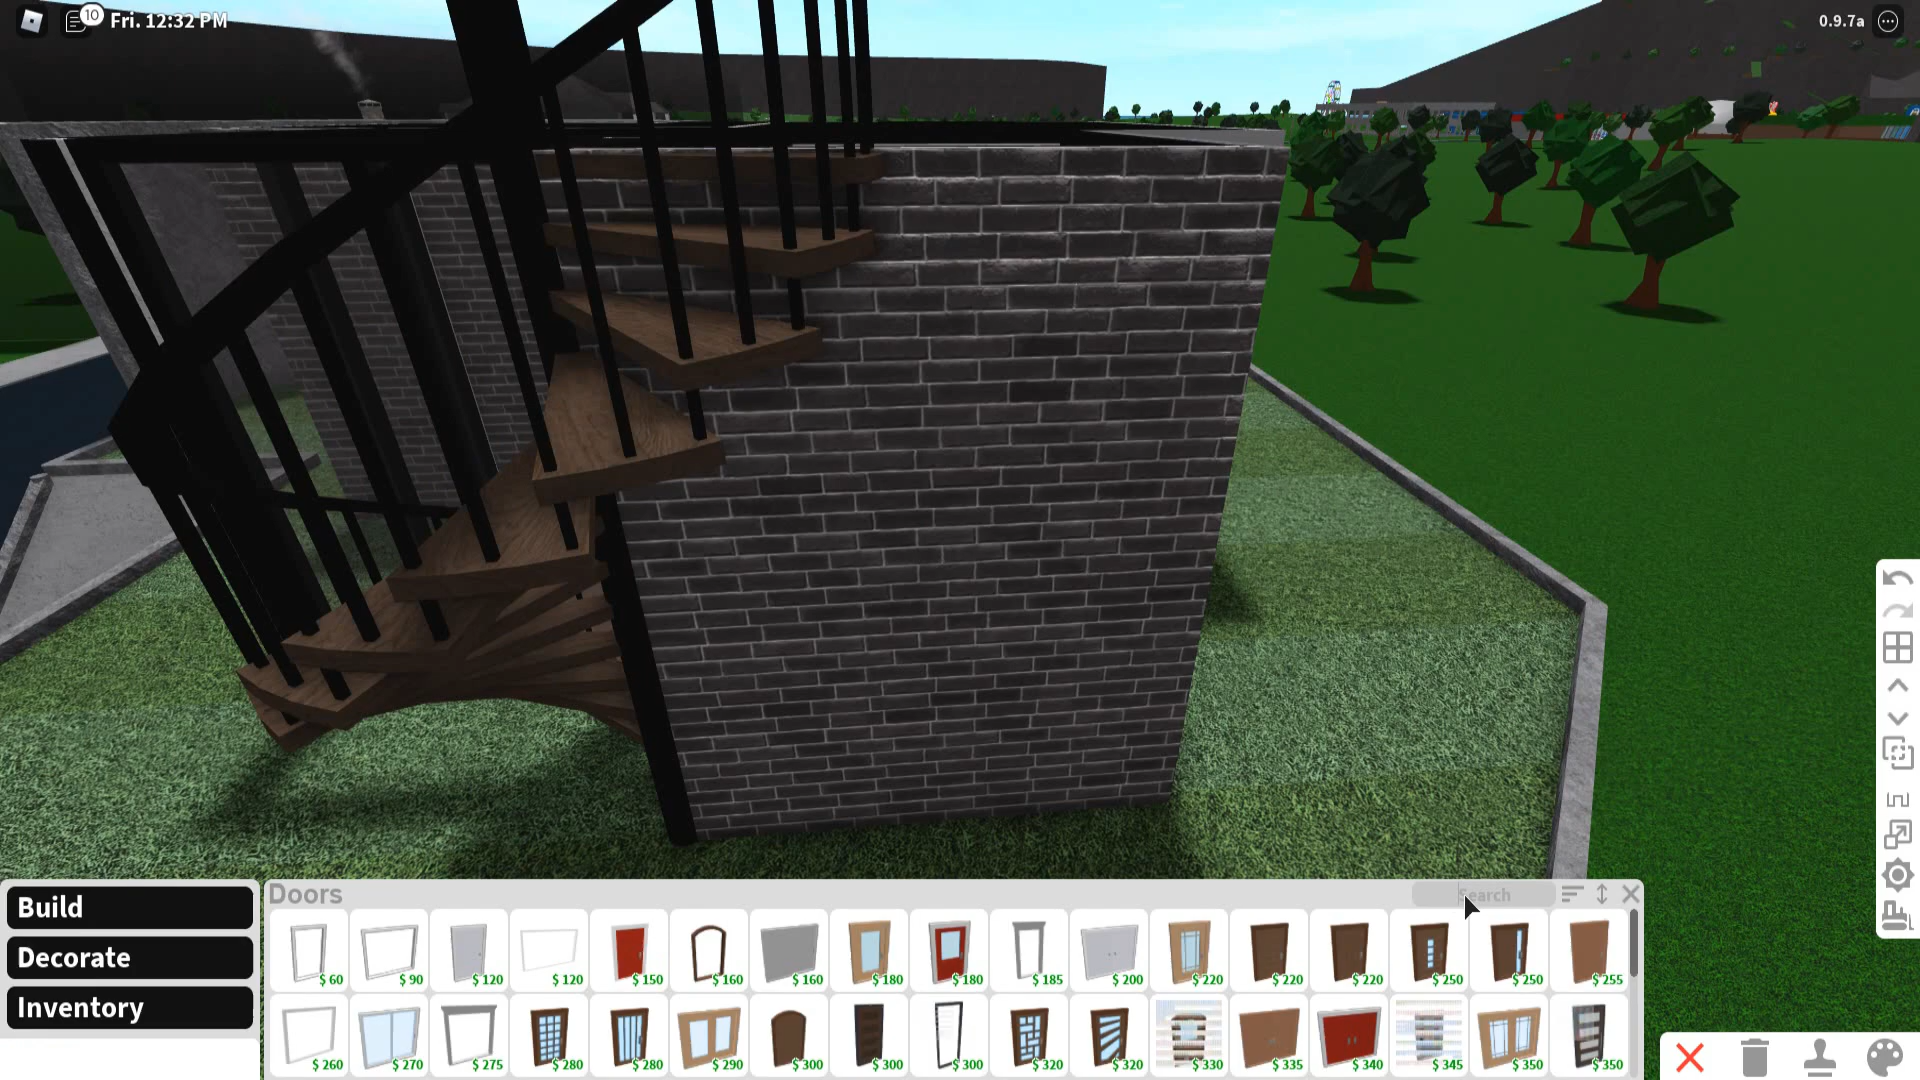 10 Fri. 12:32 PM
0.9.7a
Build
Decorate
Inventory
Doors
Search
$ 60 $ 90 $ 120 $ 120 $ 150 $ 160 $ 160 $ 180 $ 180 $ 185 $ 200 $ 220 $ 220 $ 220 $ 250 $ 250 $ 255
$ 260 $ 270 $ 275 $ 280 $ 280 $ 290 $ 300 $ 300 $ 300 $ 320 $ 320 $ 330 $ 335 $ 340 $ 345 $ 350 $ 350